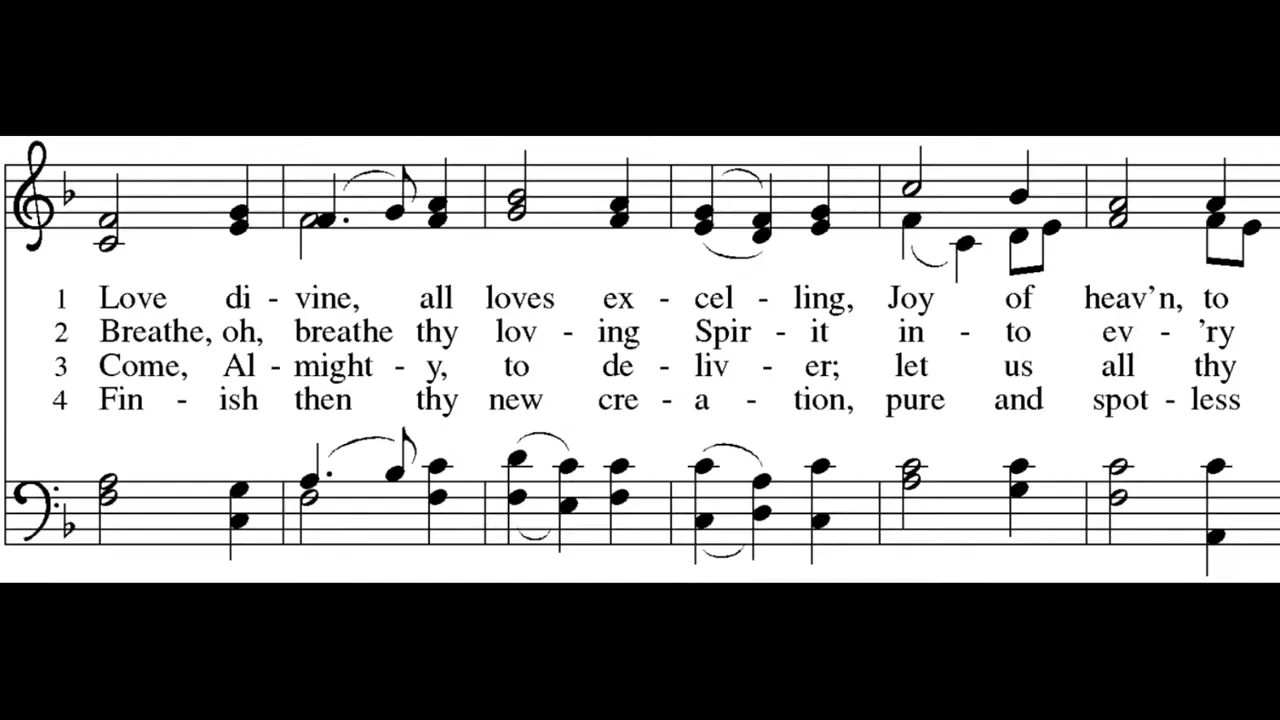 1 Love di - vine, all loves ex - cel - ling, Joy of heav'n, to
2 Breathe, oh, breathe thy lov - ing Spir - it in - to ev - 'ry
3 Come, Al - might - y, to de - liv - er; let us all thy
4 Fin - ish then thy new cre - a - tion, pure and spot - less